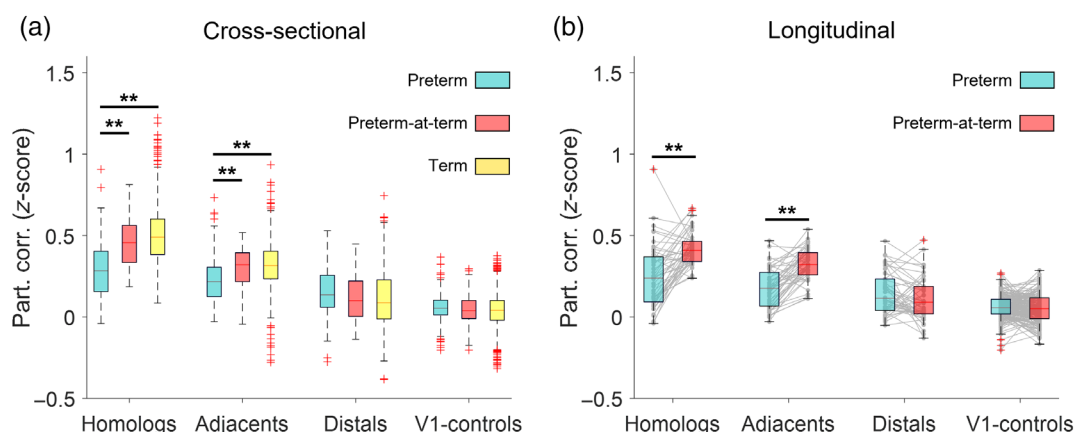 (a)
Cross-sectional
Part. corr. (z-score)
1.5
1
0.5
0
–0.5
Preterm
Preterm-at-term
Term
**
**
**
**
Homologs
Adjacents
Distals
V1-controls
(b)
Longitudinal
Part. corr. (z-score)
1.5
1
0.5
0
–0.5
Preterm
Preterm-at-term
**
**
Homologs
Adjacents
Distals
V1-controls